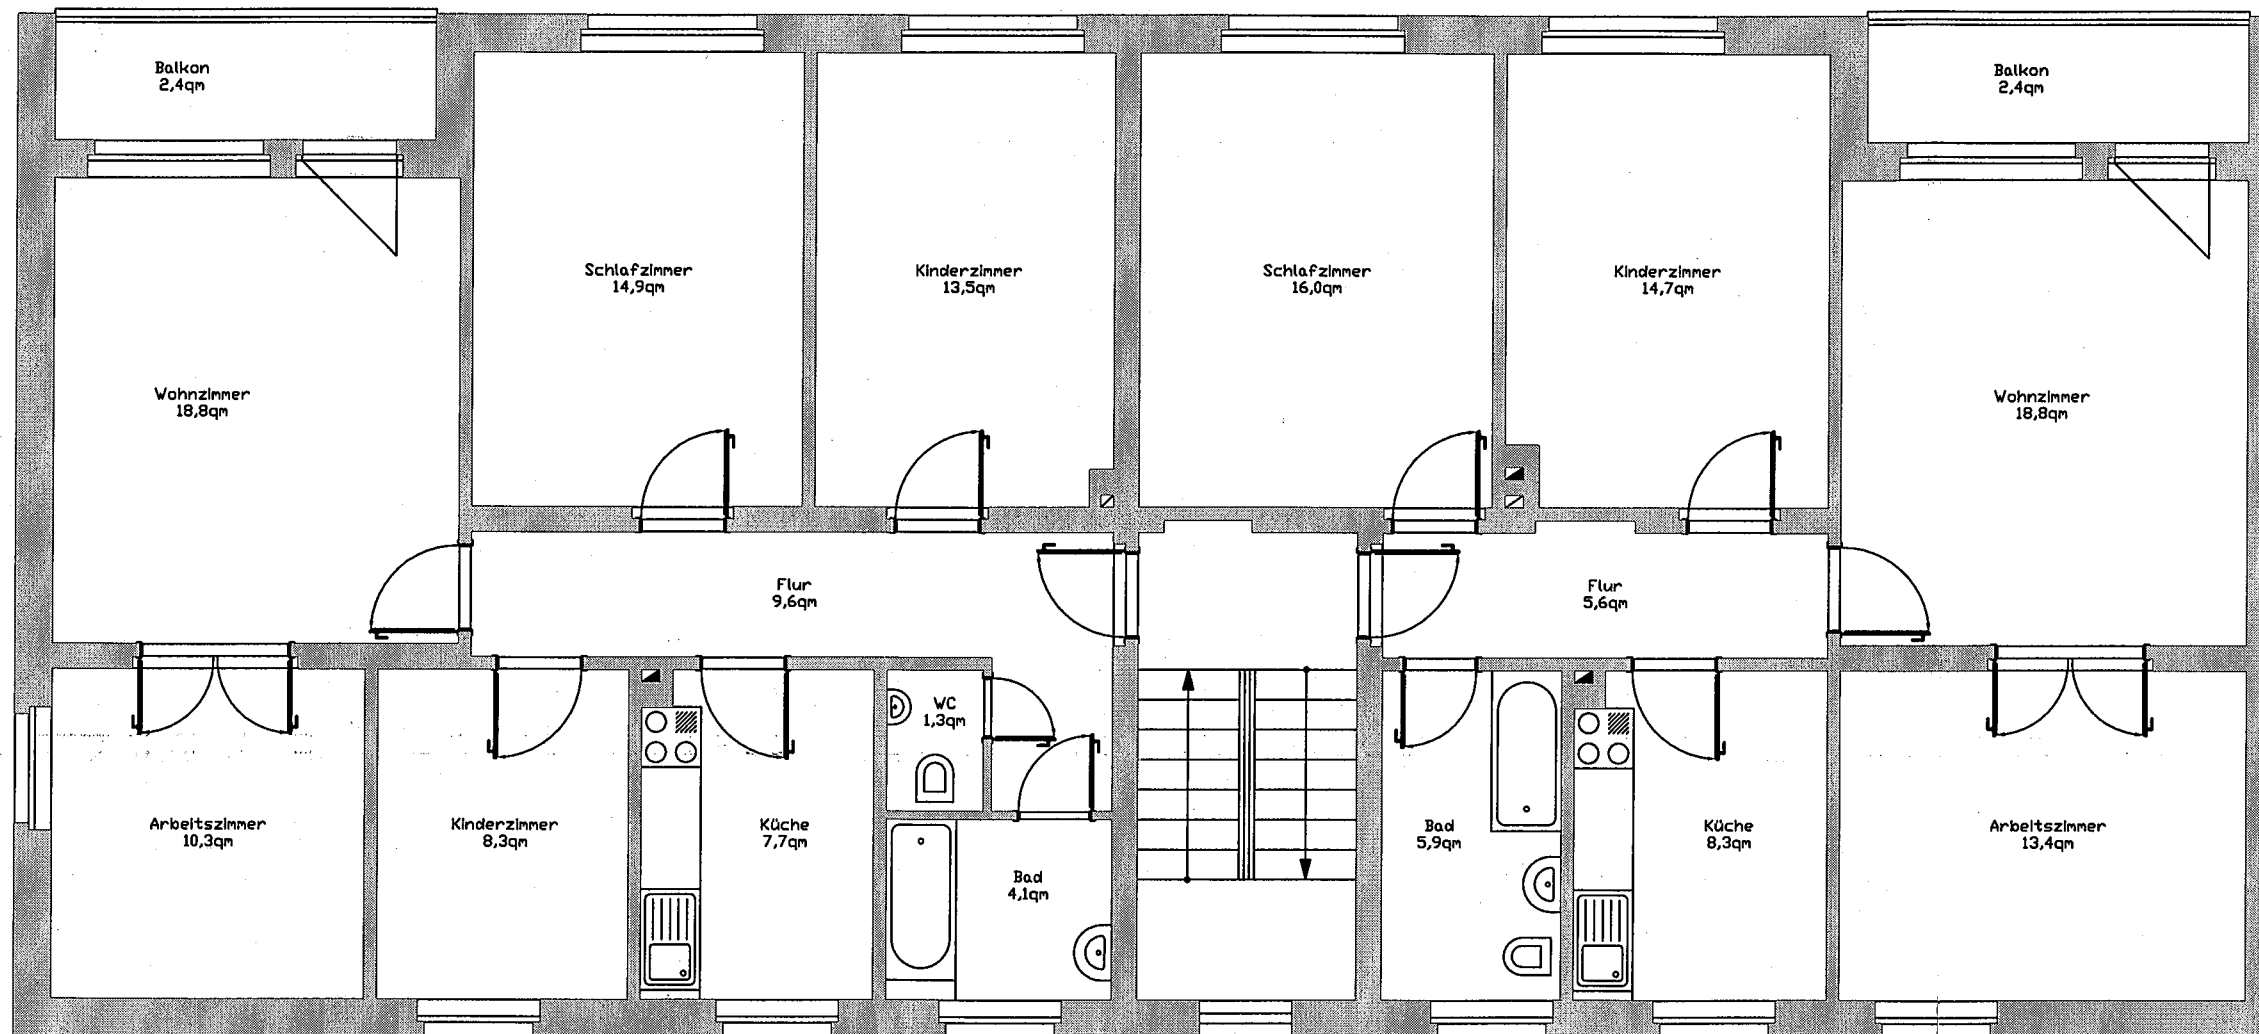 Balkon
2,4qm
Balkon
2,4qm
Schlafzimmer
14,9qm
Kinderzimmer
13,5qm
Schlafzimmer
16,0qm
Kinderzimmer
14,7qm
Wohnzimmer
18,8qm
Wohnzimmer
18,8qm
Flur
9,6qm
Flur
5,6qm
WC
1,3qm
Arbeitszimmer
10,3qm
Kinderzimmer
8,3qm
Küche
7,7qm
Bad
4,1qm
Bad
5,9qm
Küche
8,3qm
Arbeitszimmer
13,4qm